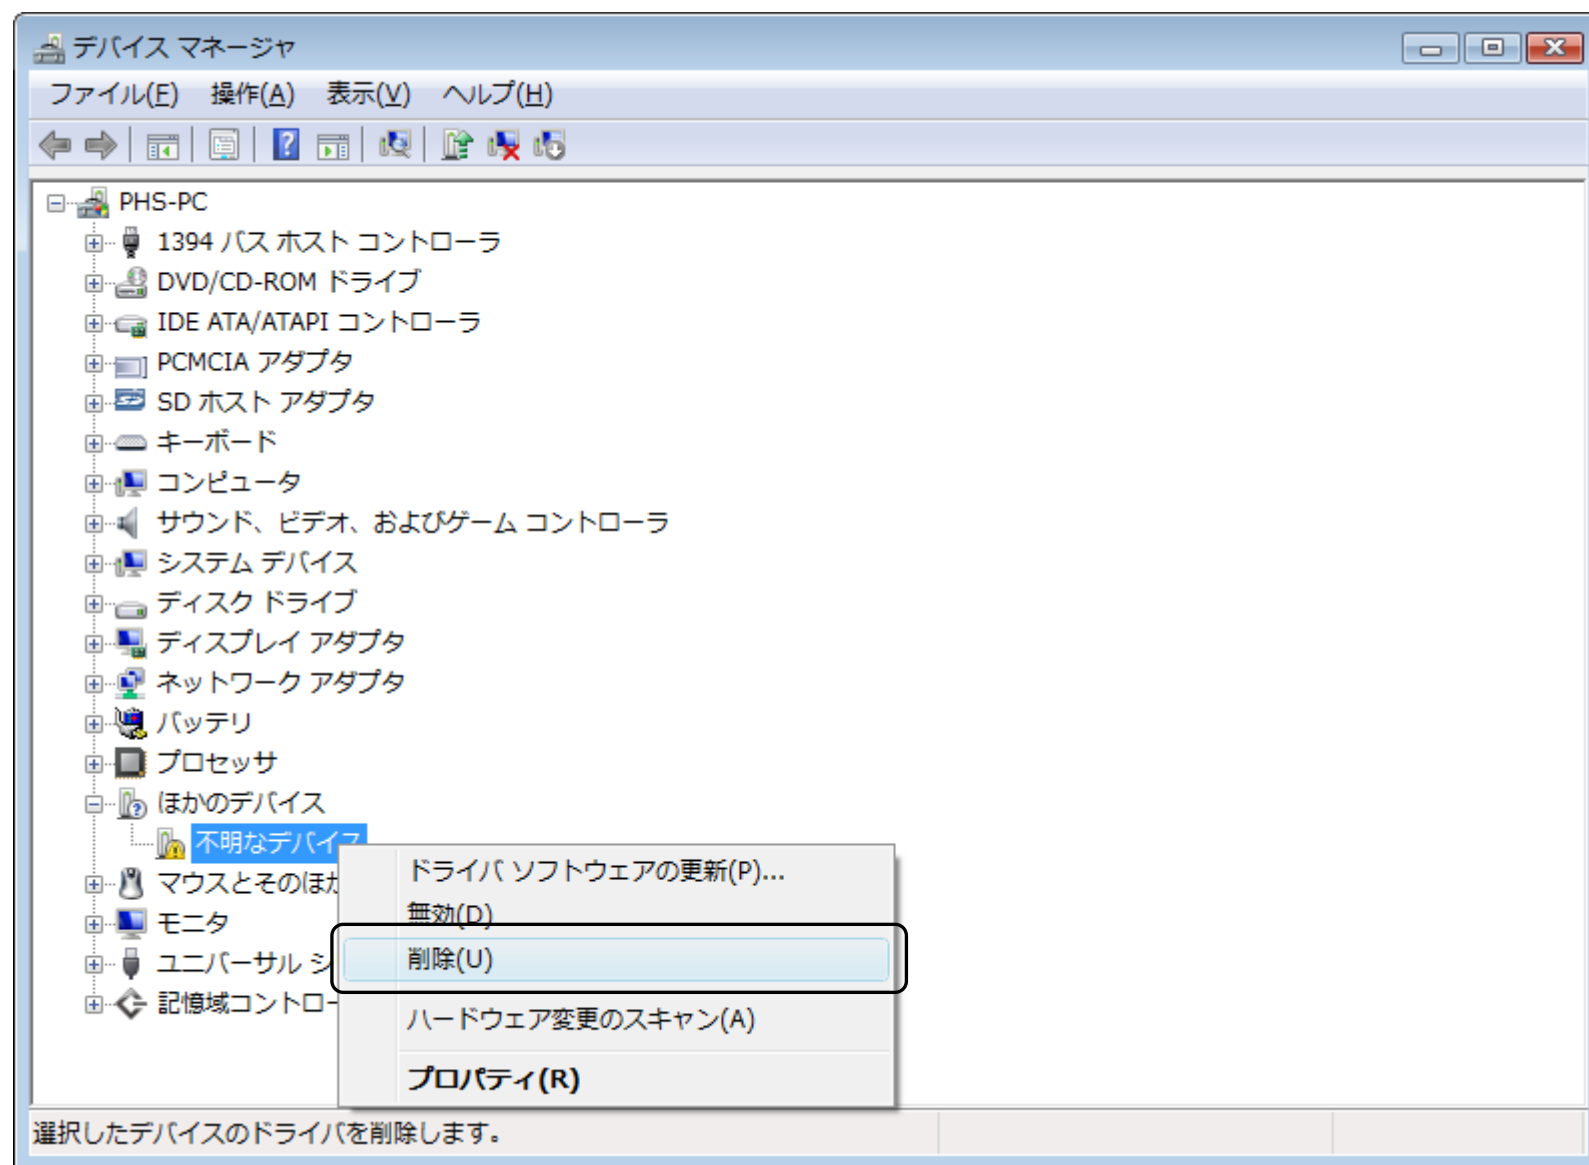 デバイス マネージャ
ファイル(F) 操作(A) 表示(V) ヘルプ(H)
PHS-PC
1394 バス ホスト コントローラ
DVD/CD-ROM ドライブ
IDE ATA/ATAPI コントローラ
PCMCIA アダプタ
SD ホスト アダプタ
キーボード
コンピュータ
サウンド、ビデオ、およびゲーム コントローラ
システム デバイス
ディスク ドライブ
ディスプレイ アダプタ
ネットワーク アダプタ
バッテリ
プロセッサ
ほかのデバイス
不明なデバイス
マウスとそのほか
モニタ
ユニバーサル シ
記憶域コントロー
ドライバ ソフトウェアの更新(P)...
無効(D)
削除(U)
ハードウェア変更のスキャン(A)
プロパティ(R)
選択したデバイスのドライバを削除します。